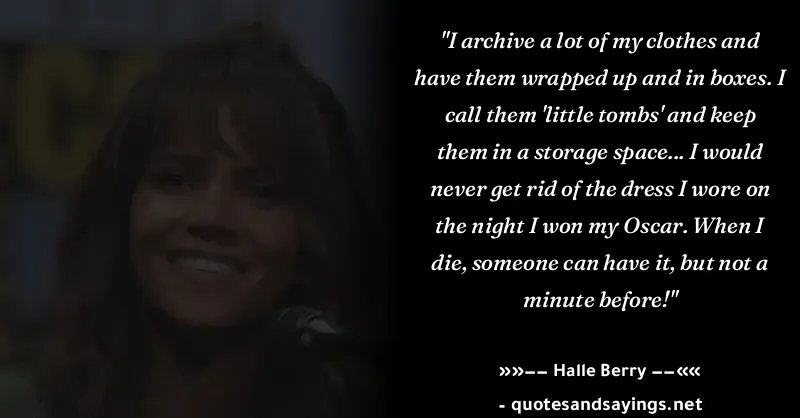 "I archive a lot of my clothes and
have them wrapped up and in boxes. I
call them 'little tombs' and keep
them in a storage space... I would
never get rid of the dress I wore on
the night I won my Oscar. When I
die, someone can have it, but not a
minute before!"
»»−− Halle Berry −−««
- quotesandsayings.net